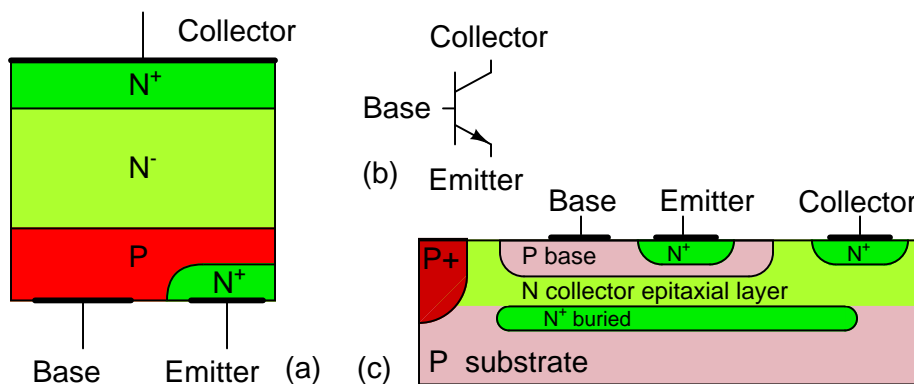 Collector
N+
N-
P
N+
Base Emitter (a)
Collector
Base
(b)
Emitter
Base Emitter Collector
P+
P base
N+
N+
N collector epitaxial layer
N+ buried
(c)
P substrate